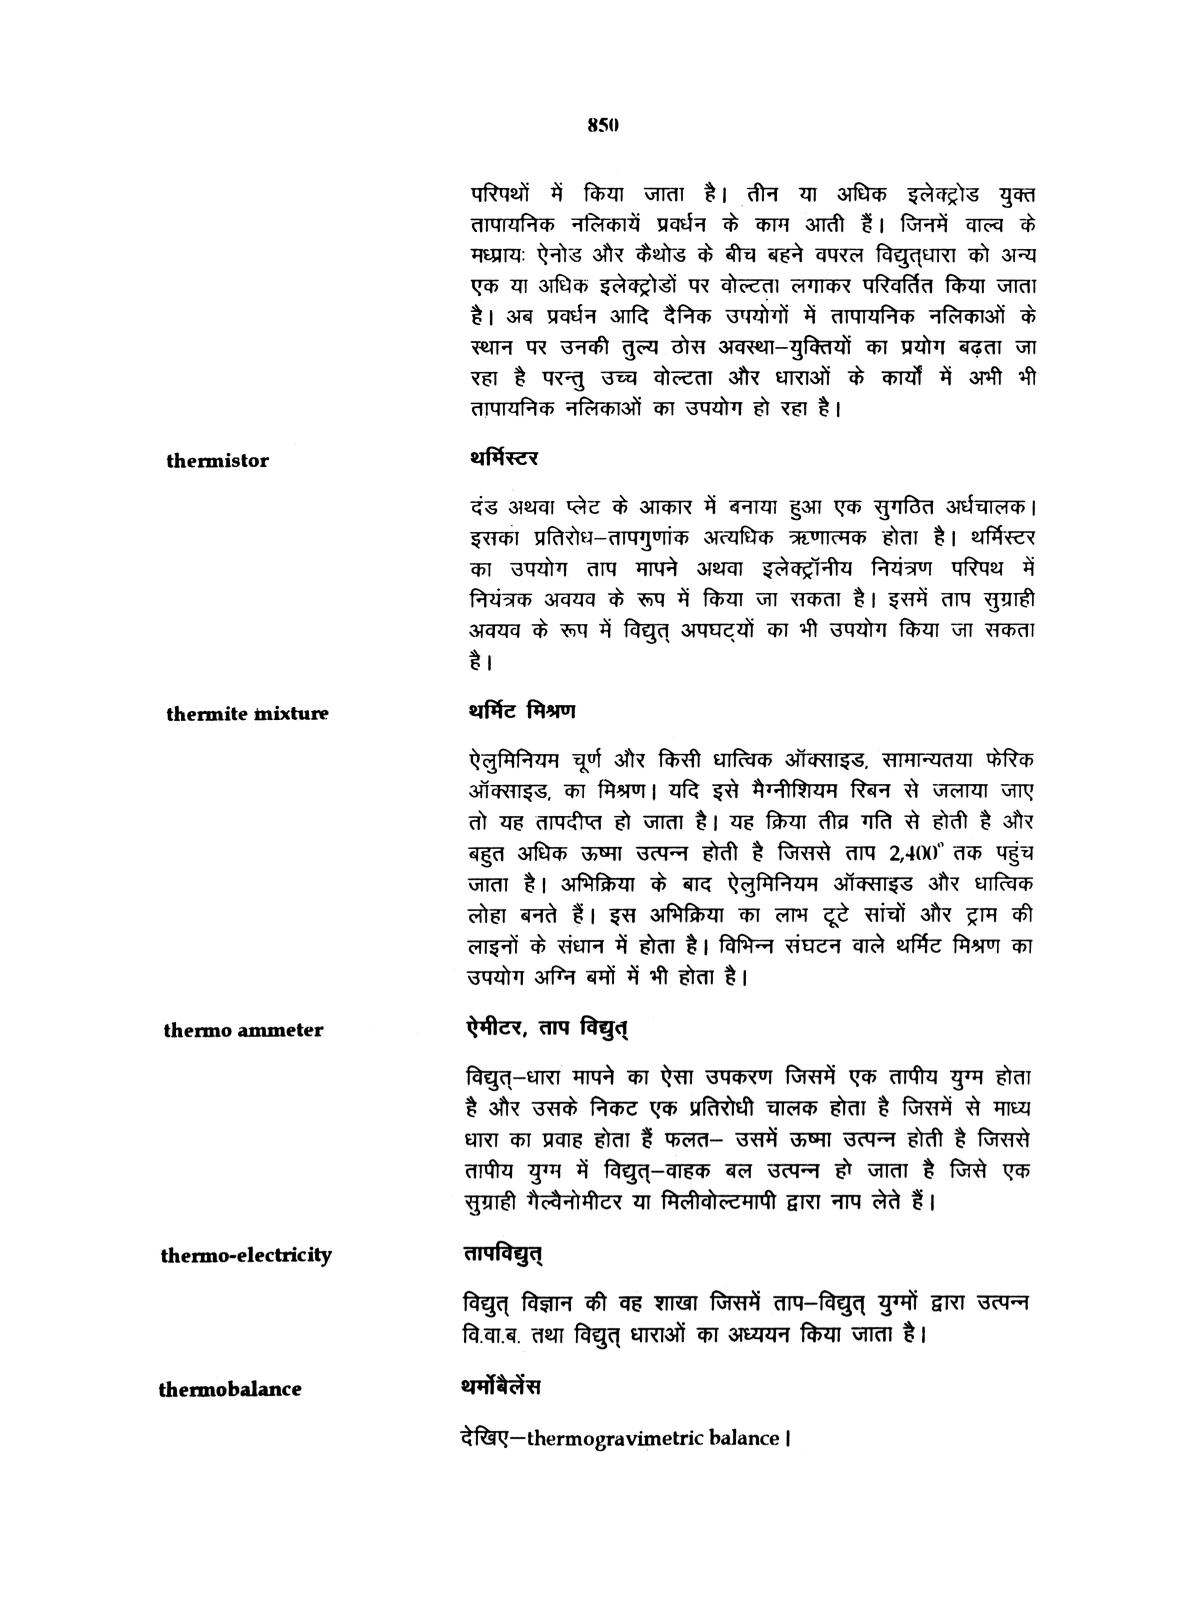 850
परिपथों में किया जाता है। तीन या अधिक इलेक्ट्रोड युक्त
तापायनिक नलिकायें प्रवर्धन के काम आती हैं। जिनमें वाल्व के
मध्प्रायः ऐनोड और कैथोड के बीच बहने वपरल विद्युत्धारा को अन्य
एक या अधिक इलेक्ट्रोडों पर वोल्टता लगाकर परिवर्तित किया जाता
है। अब प्रवर्धन आदि दैनिक उपयोगों में तापायनिक नलिकाओं के
स्थान पर उनकी तुल्य ठोस अवस्था–युक्तियों का प्रयोग बढ़ता जा
रहा है परन्तु उच्च वोल्टता और धाराओं के कार्यों में अभी भी
तापायनिक नलिकाओं का उपयोग हो रहा है।
thermistor थर्मिस्टर
दंड अथवा प्लेट के आकार में बनाया हुआ एक सुगठित अर्धचालक।
इसका प्रतिरोध–तापगुणांक अत्यधिक ऋणात्मक होता है। थर्मिस्टर
का उपयोग ताप मापने अथवा इलेक्ट्रॉनीय नियंत्रण परिपथ में
नियंत्रक अवयव के रूप में किया जा सकता है। इसमें ताप सुग्राही
अवयव के रूप में विद्युत् अपघट्यों का भी उपयोग किया जा सकता
है।
thermite mixture थर्मिट मिश्रण
ऐलुमिनियम चूर्ण और किसी धात्विक ऑक्साइड, सामान्यतया फेरिक
ऑक्साइड, का मिश्रण। यदि इसे मैग्नीशियम रिबन से जलाया जाए
तो यह तापदीप्त हो जाता है। यह क्रिया तीव्र गति से होती है और
बहुत अधिक ऊष्मा उत्पन्न होती है जिससे ताप 2,400° तक पहुंच
जाता है। अभिक्रिया के बाद ऐलुमिनियम ऑक्साइड और धात्विक
लोहा बनते हैं। इस अभिक्रिया का लाभ टूटे सांचों और ट्राम की
लाइनों के संधान में होता है। विभिन्न संघटन वाले थर्मिट मिश्रण का
उपयोग अग्नि बमों में भी होता है।
thermo ammeter ऐमीटर, ताप विद्युत्
विद्युत्–धारा मापने का ऐसा उपकरण जिसमें एक तापीय युग्म होता
है और उसके निकट एक प्रतिरोधी चालक होता है जिसमें से माध्य
धारा का प्रवाह होता हैं फलत– उसमें ऊष्मा उत्पन्न होती है जिससे
तापीय युग्म में विद्युत्–वाहक बल उत्पन्न हो जाता है जिसे एक
सुग्राही गैल्वैनोमीटर या मिलीवोल्टमापी द्वारा नाप लेते हैं।
thermo-electricity तापविद्युत्
विद्युत् विज्ञान की वह शाखा जिसमें ताप–विद्युत् युग्मों द्वारा उत्पन्न
वि.वा.ब. तथा विद्युत् धाराओं का अध्ययन किया जाता है।
thermobalance थर्मोबैलेंस
देखिए–thermogravimetric balance।